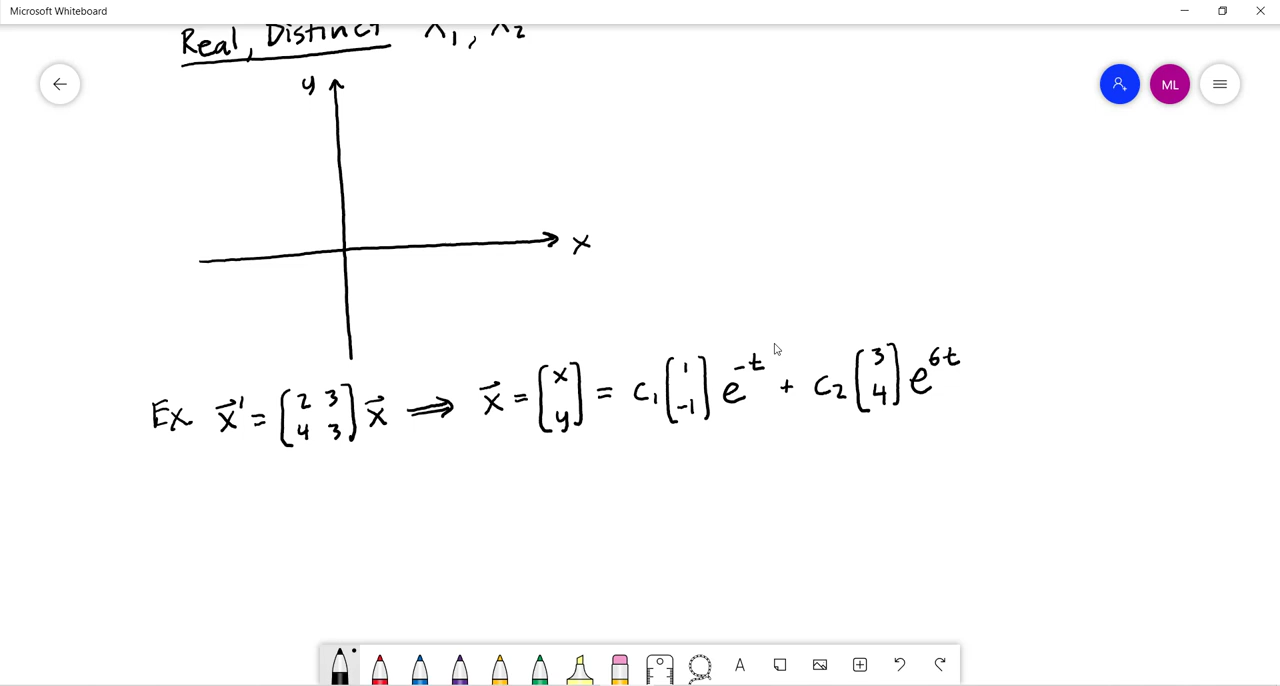 Microsoft Whiteboard
Real, Distinct λ₁, λ₂
ML
y
x
Ex x⃗' = [2 3; 4 3] x⃗ ⟹ x⃗ = [x; y] = c₁ [1; -1] e^{-t} + c₂ [3; 4] e^{6t}
A